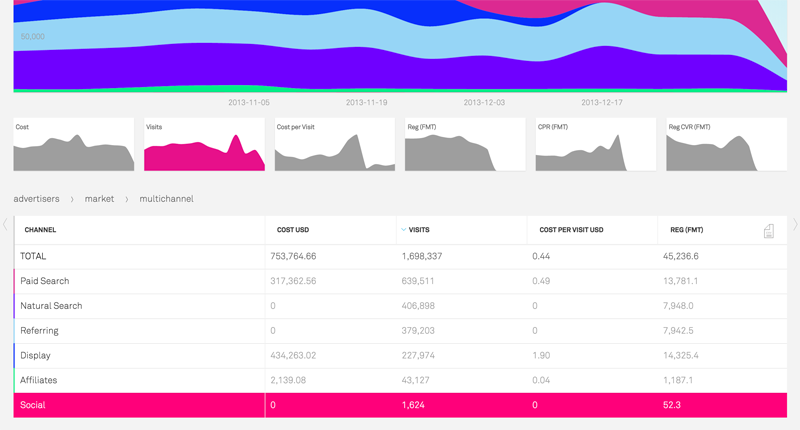 50,000
2013-11-05 2013-11-19 2013-12-03 2013-12-17
Cost Visits Cost per Visit Reg (FMT) CPR (FMT) Reg CVR (FMT)
advertisers > market > multichannel
CHANNEL COST USD VISITS COST PER VISIT USD REG (FMT)
TOTAL 753,764.66 1,698,337 0.44 45,236.6
Paid Search 317,362.56 639,511 0.49 13,781.1
Natural Search 0 406,898 0 7,948.0
Referring 0 379,203 0 7,942.5
Display 434,263.02 227,974 1.90 14,325.4
Affiliates 2,139.08 43,127 0.04 1,187.1
Social 0 1,624 0 52.3